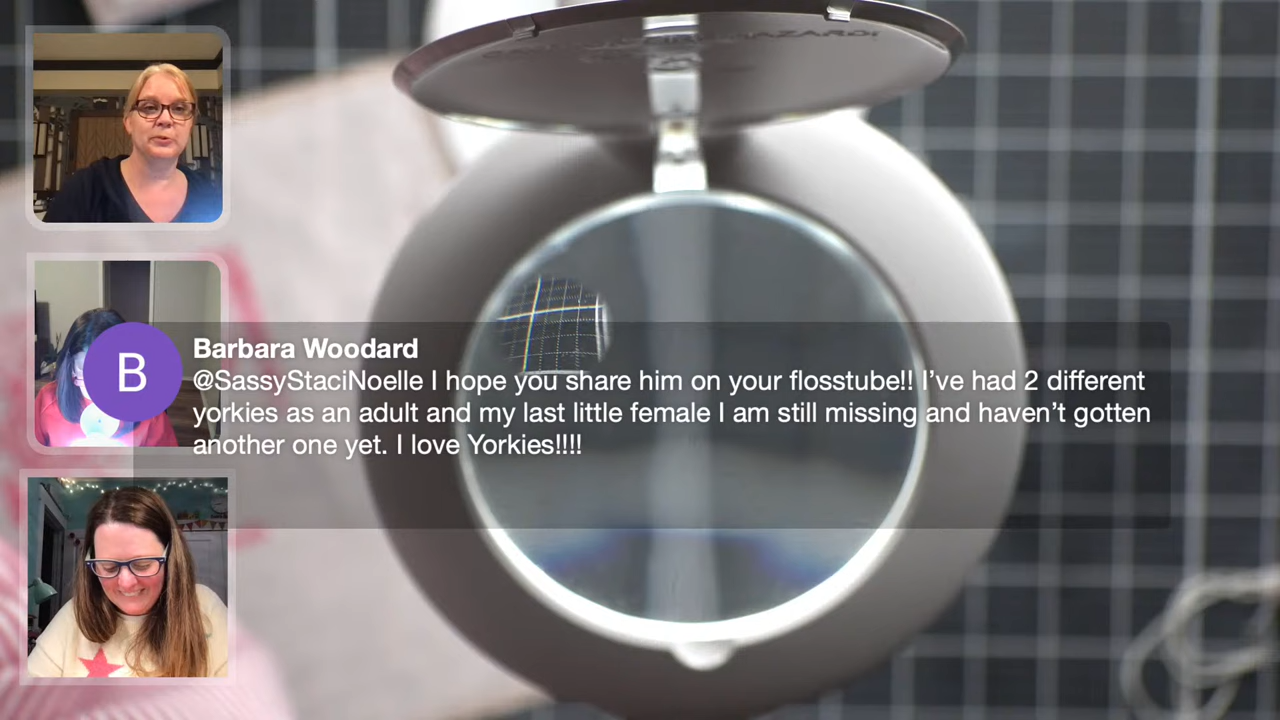 HAZARD!
B
Barbara Woodard
@SassyStaciNoelle I hope you share him on your flosstube!! I’ve had 2 different
yorkies as an adult and my last little female I am still missing and haven’t gotten
another one yet. I love Yorkies!!!!